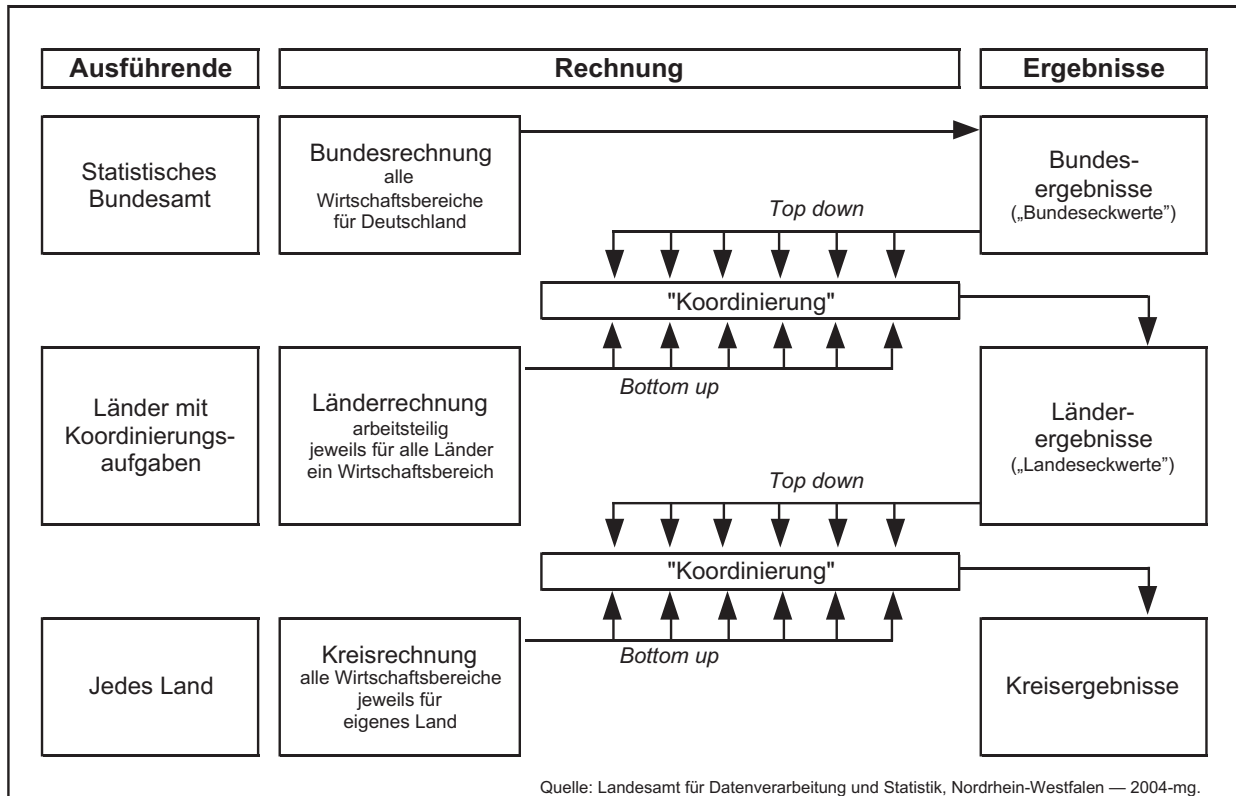 Ausführende
Rechnung
Ergebnisse
Statistisches
Bundesamt
Bundesrechnung
alle
Wirtschaftsbereiche
für Deutschland
Bundes-
ergebnisse
(„Bundeseckwerte”)
Top down
"Koordinierung"
Bottom up
Länder mit
Koordinierungs-
aufgaben
Länderrechnung
arbeitsteilig
jeweils für alle Länder
ein Wirtschaftsbereich
Länder-
ergebnisse
(„Landeseckwerte”)
Top down
"Koordinierung"
Bottom up
Jedes Land
Kreisrechnung
alle Wirtschaftsbereiche
jeweils für
eigenes Land
Kreisergebnisse
Quelle: Landesamt für Datenverarbeitung und Statistik, Nordrhein-Westfalen — 2004-mg.